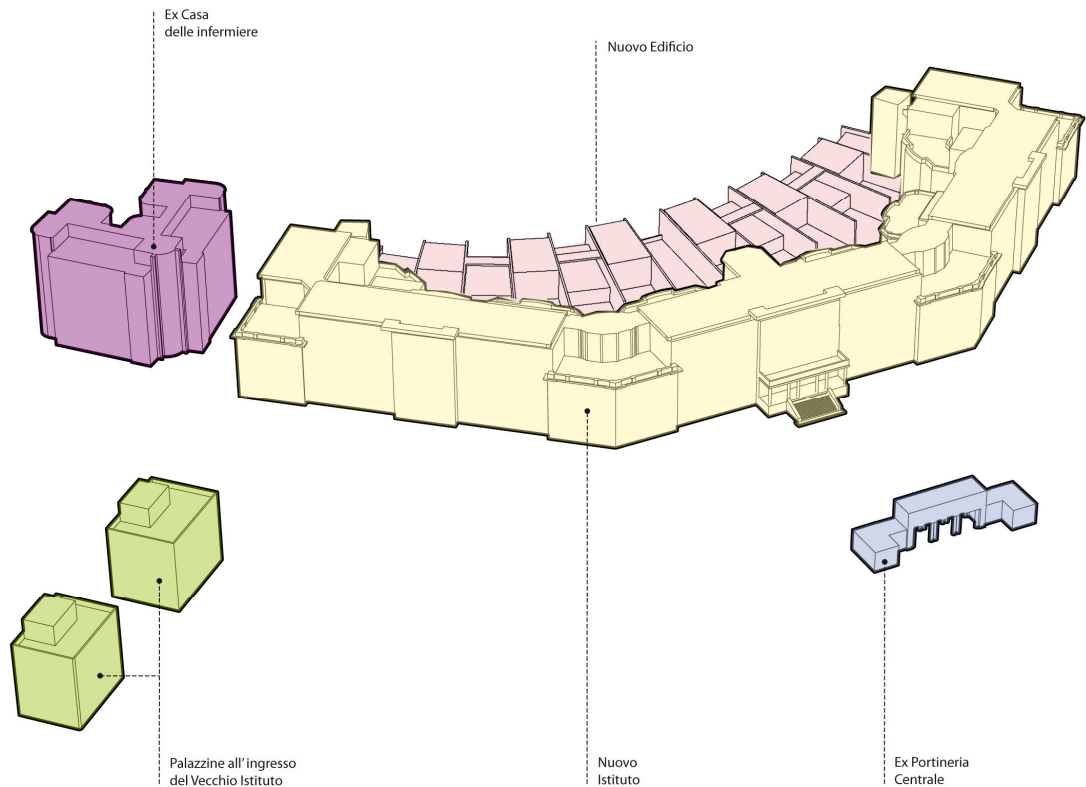 Ex Casa
delle infermiere
Nuovo Edificio
Palazzine all' ingresso
del Vecchio Istituto
Nuovo
Istituto
Ex Portineria
Centrale